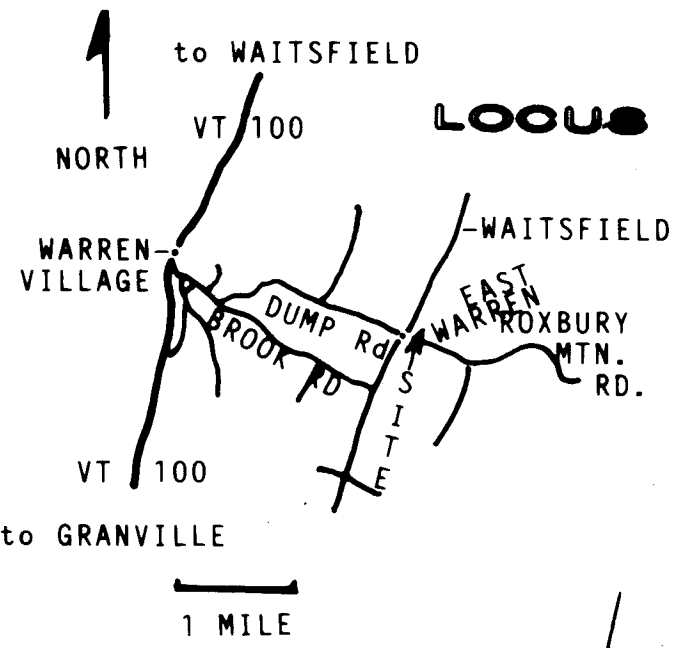 to WAITSFIELD
LOCUS
VT 100
NORTH
WARREN
VILLAGE
WAITSFIELD
EAST
WARREN
ROXBURY
MTN.
RD.
DUMP Rd
BROOK RD
SITE
VT 100
to GRANVILLE
1 MILE